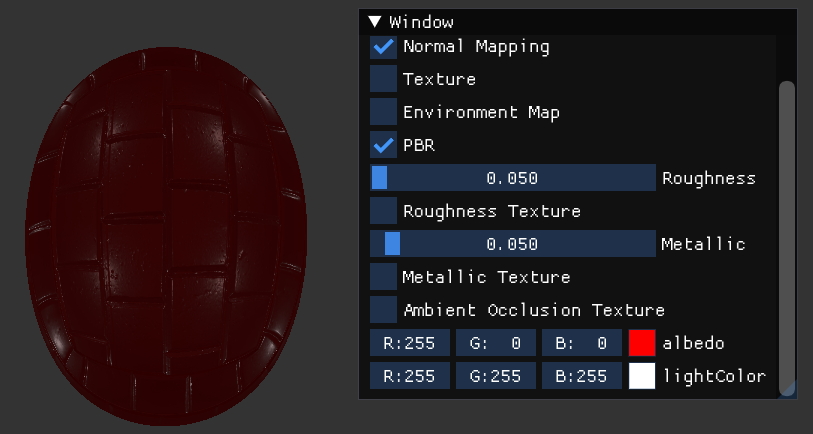 Window
Normal Mapping
Texture
Environment Map
PBR
0.050 Roughness
Roughness Texture
0.050 Metallic
Metallic Texture
Ambient Occlusion Texture
R:255 G: 0 B: 0 albedo
R:255 G:255 B:255 lightColor